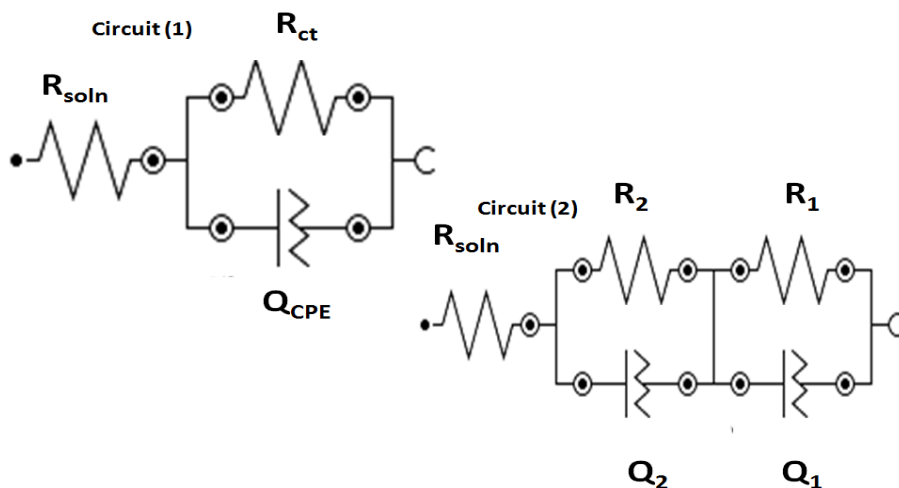 Circuit (1)
Rct
Rsoln
QCPE
Circuit (2)
R2
R1
Rsoln
Q2
Q1